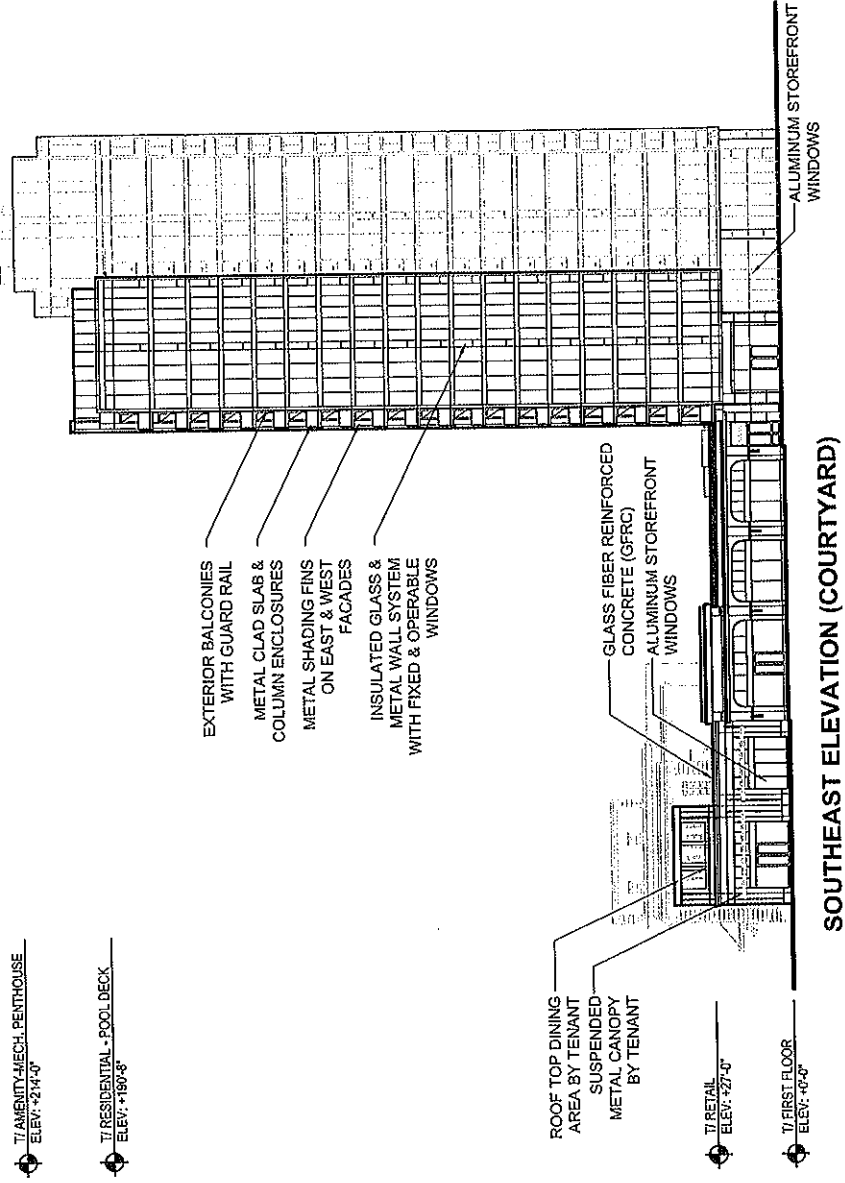 T/ AMENITY-MECH. PENTHOUSE
ELEV: +214'-0"
T/ RESIDENTIAL - POOL DECK
ELEV: +190'-8"
EXTERIOR BALCONIES
WITH GUARD RAIL
METAL CLAD SLAB &
COLUMN ENCLOSURES
METAL SHADING FINS
ON EAST & WEST
FACADES
INSULATED GLASS &
METAL WALL SYSTEM
WITH FIXED & OPERABLE
WINDOWS
ROOF TOP DINING
AREA BY TENANT
SUSPENDED
METAL CANOPY
BY TENANT
GLASS FIBER REINFORCED
CONCRETE (GFRC)
ALUMINUM STOREFRONT
WINDOWS
T/ RETAIL
ELEV: +27'-0"
T/ FIRST FLOOR
ELEV: +0'-0"
ALUMINUM STOREFRONT
WINDOWS
SOUTHEAST ELEVATION (COURTYARD)